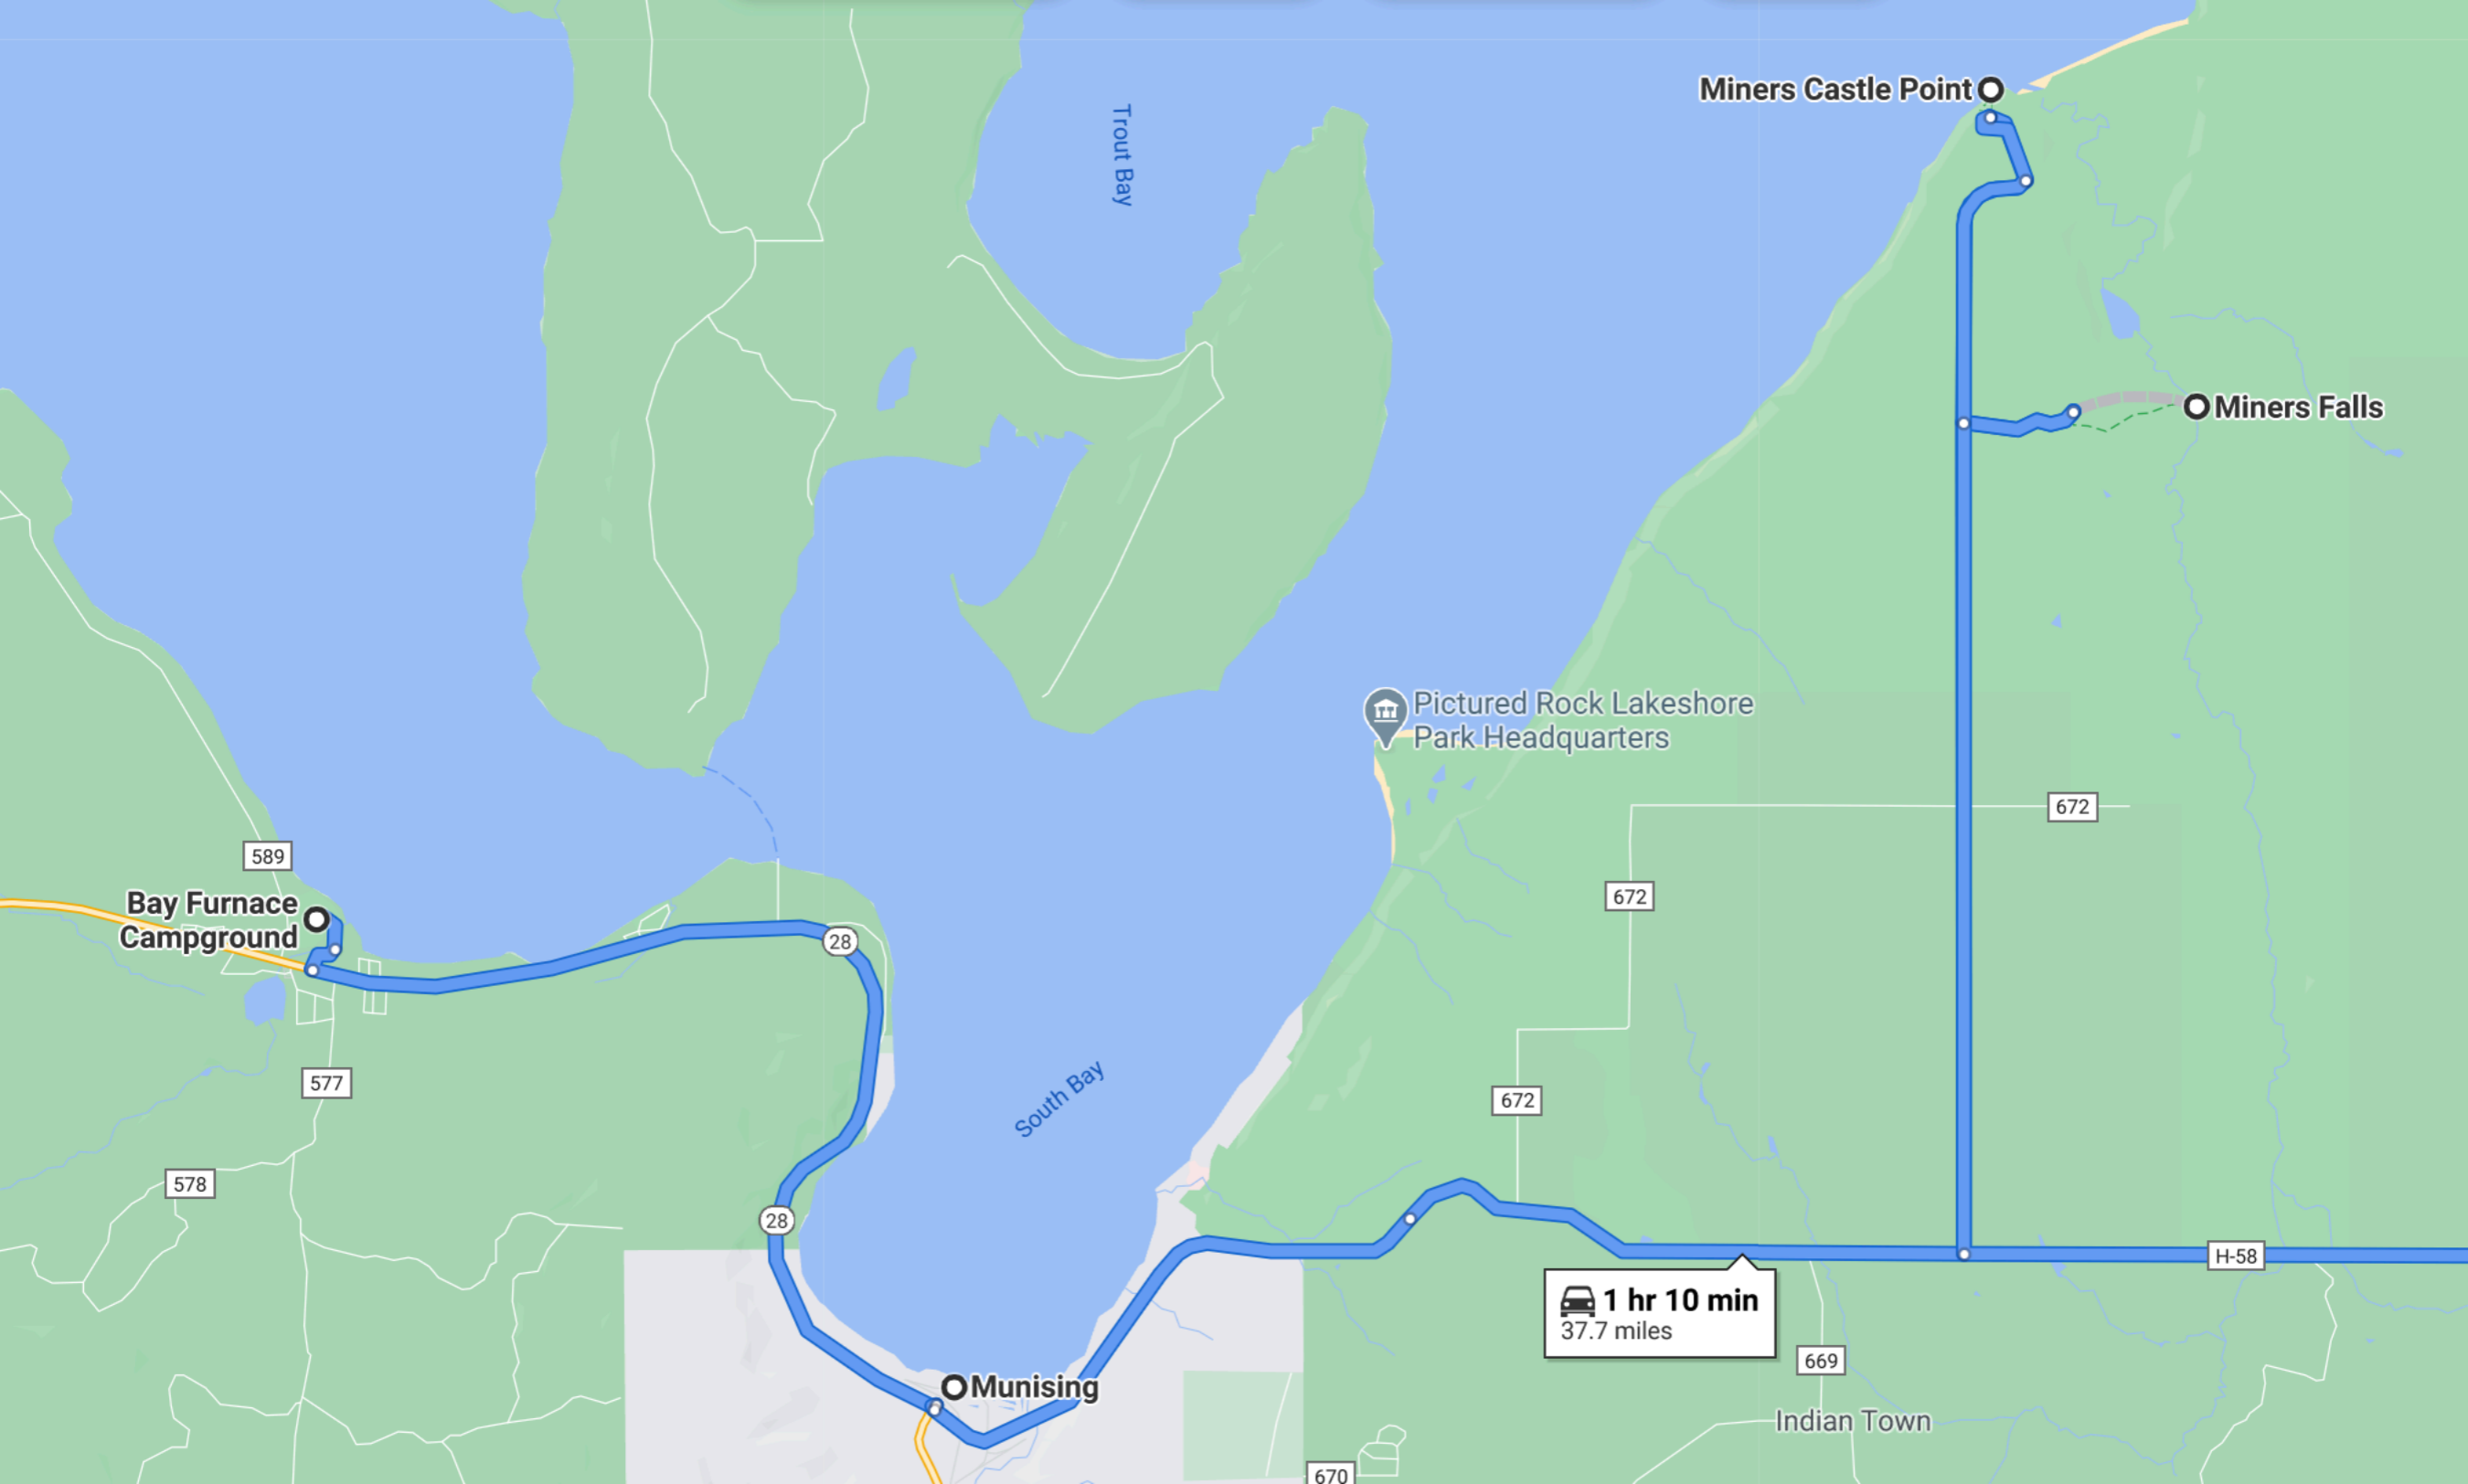 Miners Castle Point
Trout Bay
Miners Falls
Pictured Rock Lakeshore
Park Headquarters
672
589
672
Bay Furnace
Campground
28
577
South Bay
672
578
28
H-58
1 hr 10 min
37.7 miles
669
Munising
Indian Town
670